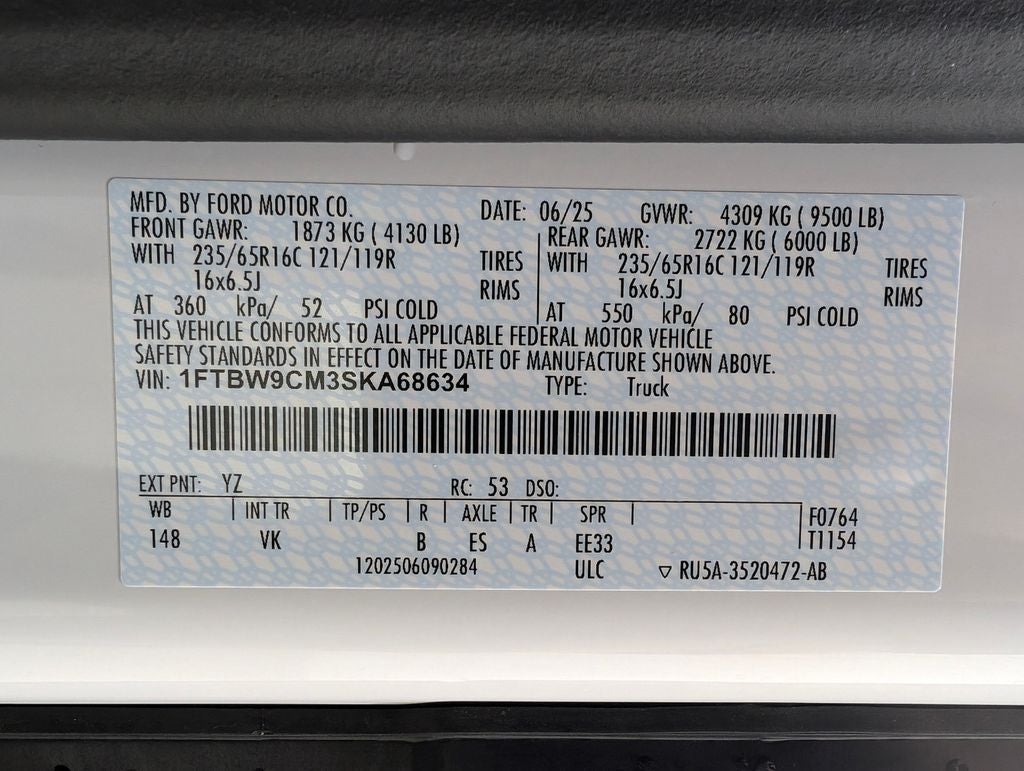 MFD. BY FORD MOTOR CO. DATE: 06/25 GVWR: 4309 KG ( 9500 LB)
FRONT GAWR: 1873 KG ( 4130 LB) REAR GAWR: 2722 KG ( 6000 LB)
WITH 235/65R16C 121/119R TIRES WITH 235/65R16C 121/119R TIRES
16x6.5J RIMS 16x6.5J RIMS
AT 360 kPa/ 52 PSI COLD AT 550 kPa/ 80 PSI COLD
THIS VEHICLE CONFORMS TO ALL APPLICABLE FEDERAL MOTOR VEHICLE
SAFETY STANDARDS IN EFFECT ON THE DATE OF MANUFACTURE SHOWN ABOVE.
VIN: 1FTBW9CM3SKA68634 TYPE: Truck
EXT PNT: YZ RC: 53 DSO:
WB INT TR TP/PS R AXLE TR SPR F0764
148 VK B ES A EE33 T1154
1202506090284 ULC ▽ RU5A-3520472-AB